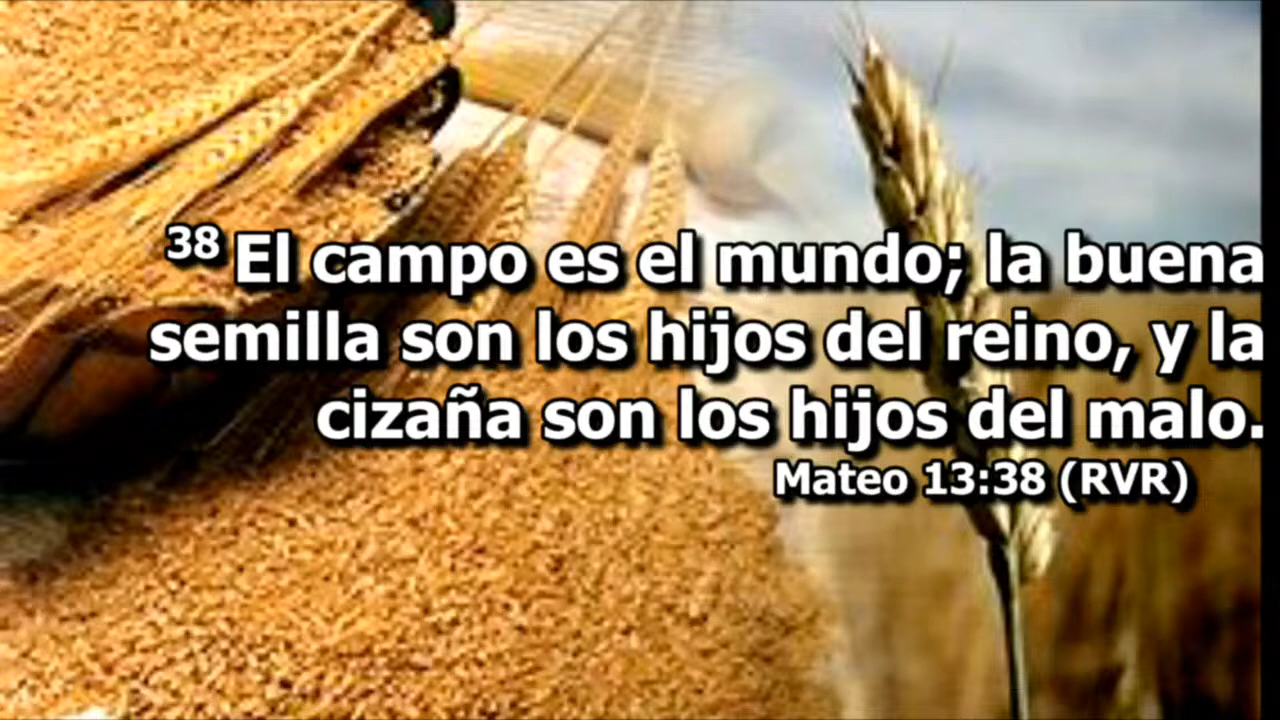 38 El campo es el mundo; la buena
semilla son los hijos del reino, y la
cizaña son los hijos del malo.
Mateo 13:38 (RVR)